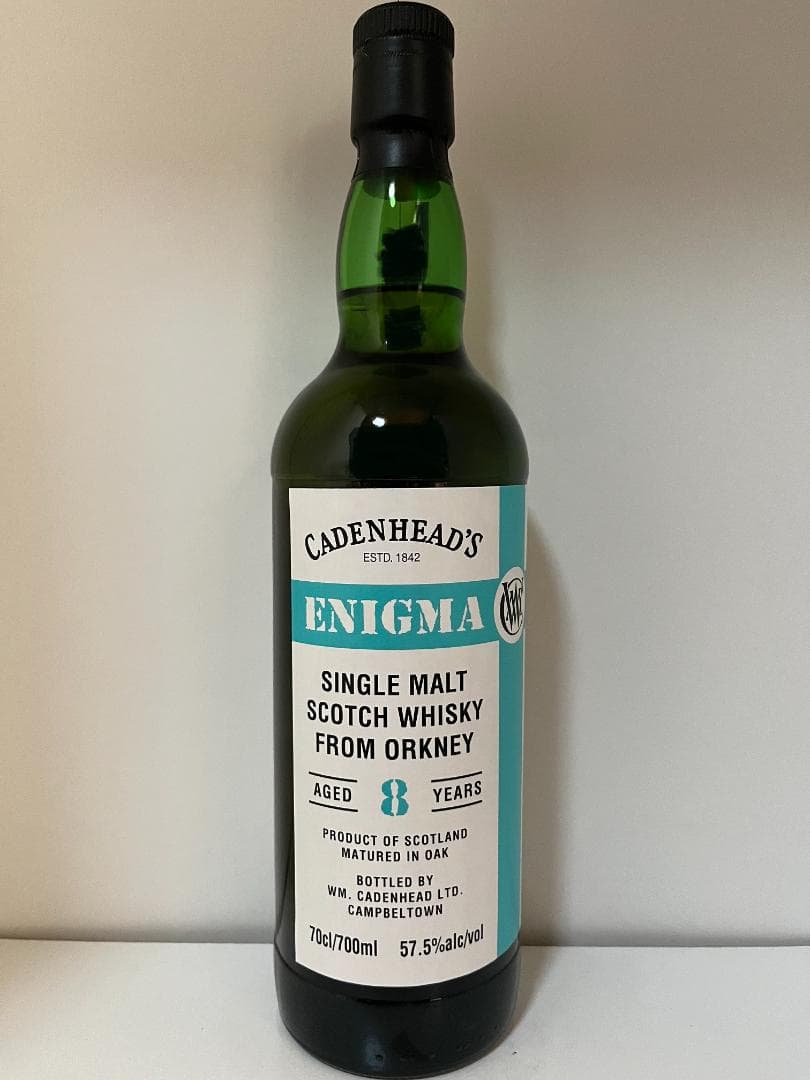 CADENHEAD'S
ESTD. 1842
ENIGMA
SINGLE MALT
SCOTCH WHISKY
FROM ORKNEY
AGED 8 YEARS
PRODUCT OF SCOTLAND
MATURED IN OAK
BOTTLED BY
WM. CADENHEAD LTD.
CAMPBELTOWN
70cl/700ml 57.5%alc/vol